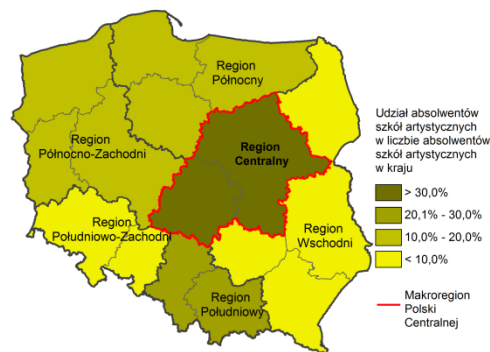 Region
Północny
Region
Północno-Zachodni
Region
Centralny
Region
Południowo-Zachodni
Region
Wschodni
Region
Południowy
Udział absolwentów
szkół artystycznych
w liczbie absolwentów
szkół artystycznych
w kraju
> 30,0%
20,1% - 30,0%
10,0% - 20,0%
< 10,0%
Makroregion
Polski
Centralnej